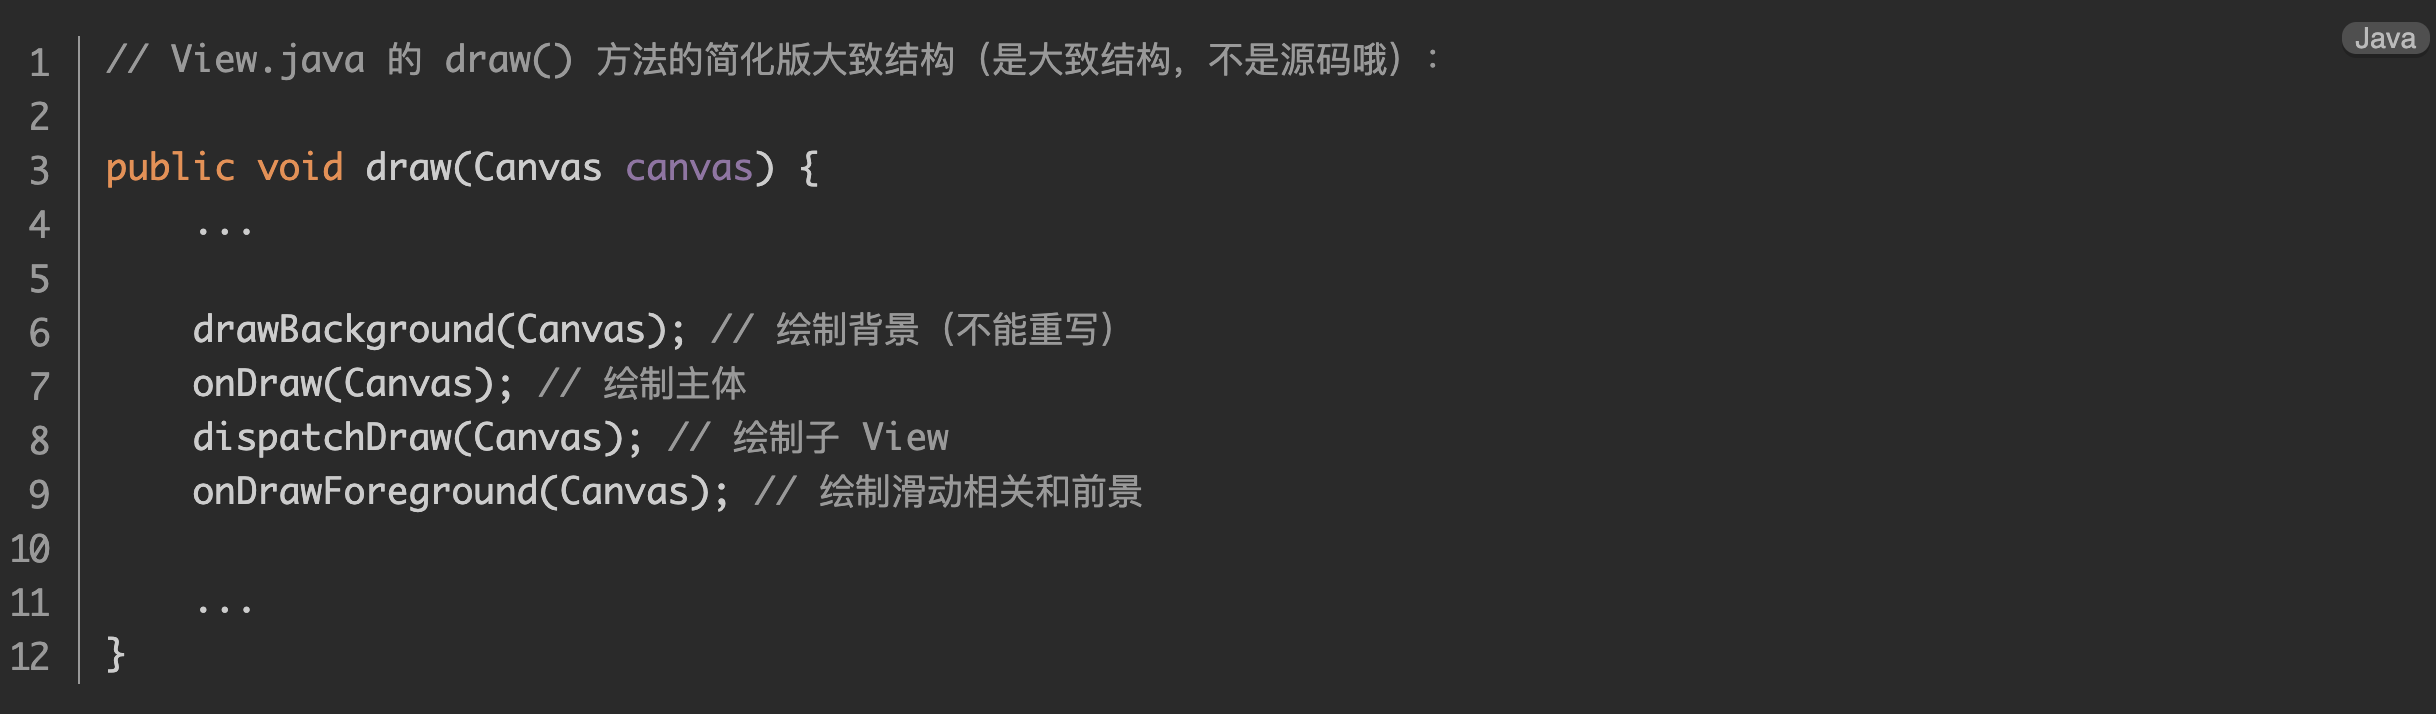 Java
1 // View.java 的 draw() 方法的简化版大致结构（是大致结构，不是源码哦）：
2
3 public void draw(Canvas canvas) {
4     ...
5
6     drawBackground(Canvas); // 绘制背景（不能重写）
7     onDraw(Canvas); // 绘制主体
8     dispatchDraw(Canvas); // 绘制子 View
9     onDrawForeground(Canvas); // 绘制滑动相关和前景
10
11     ...
12 }